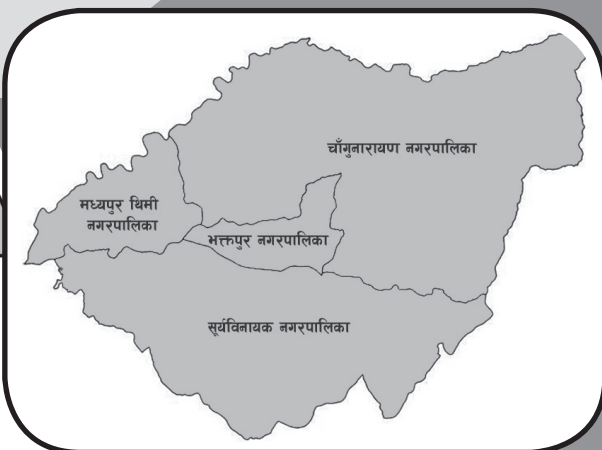 चाँगुनारायण नगरपालिका
मध्यपुर थिमी
नगरपालिका
भक्तपुर नगरपालिका
सूर्यविनायक नगरपालिका